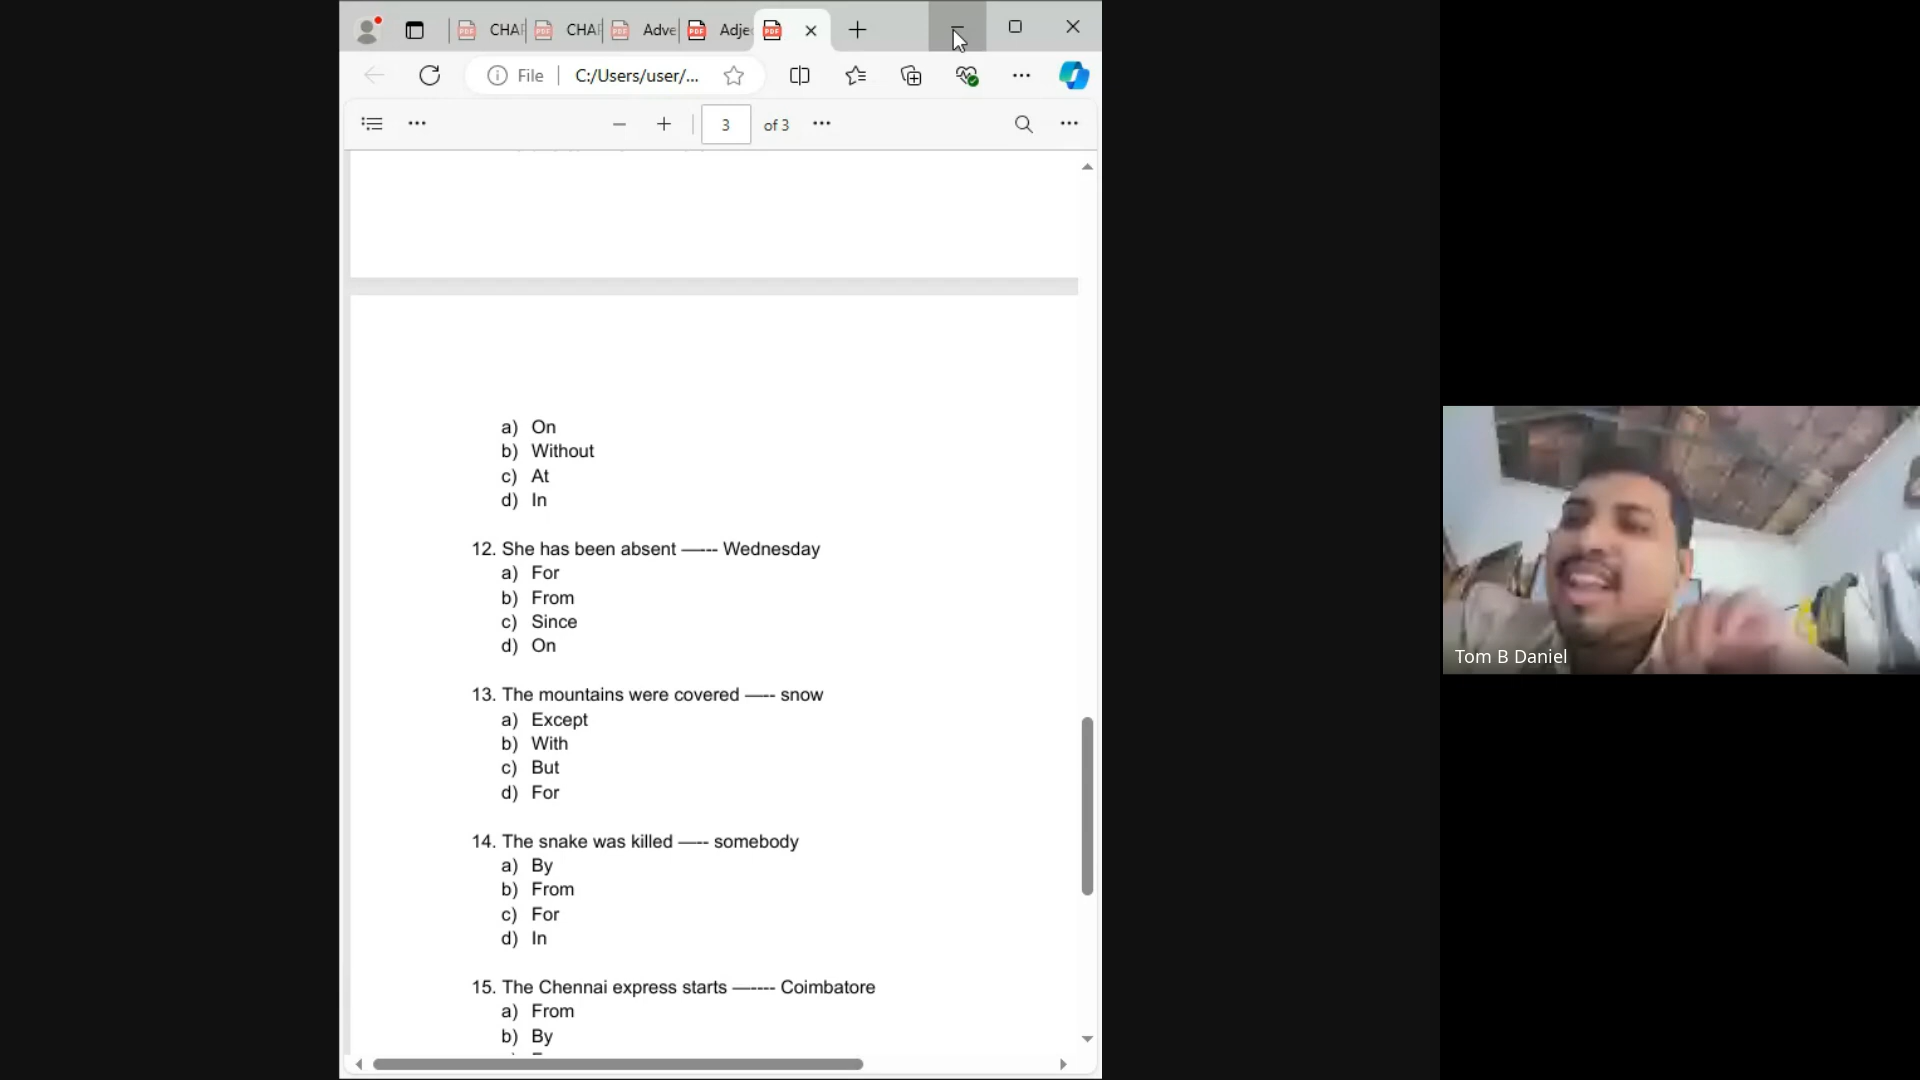 CHA
CHA
Adve
Adje
File
C:/Users/user/...
3 of 3
a) On
b) Without
c) At
d) In
12. She has been absent —--- Wednesday
a) For
b) From
c) Since
d) On
13. The mountains were covered —--- snow
a) Except
b) With
c) But
d) For
14. The snake was killed —--- somebody
a) By
b) From
c) For
d) In
15. The Chennai express starts —---- Coimbatore
a) From
b) By
Tom B Daniel